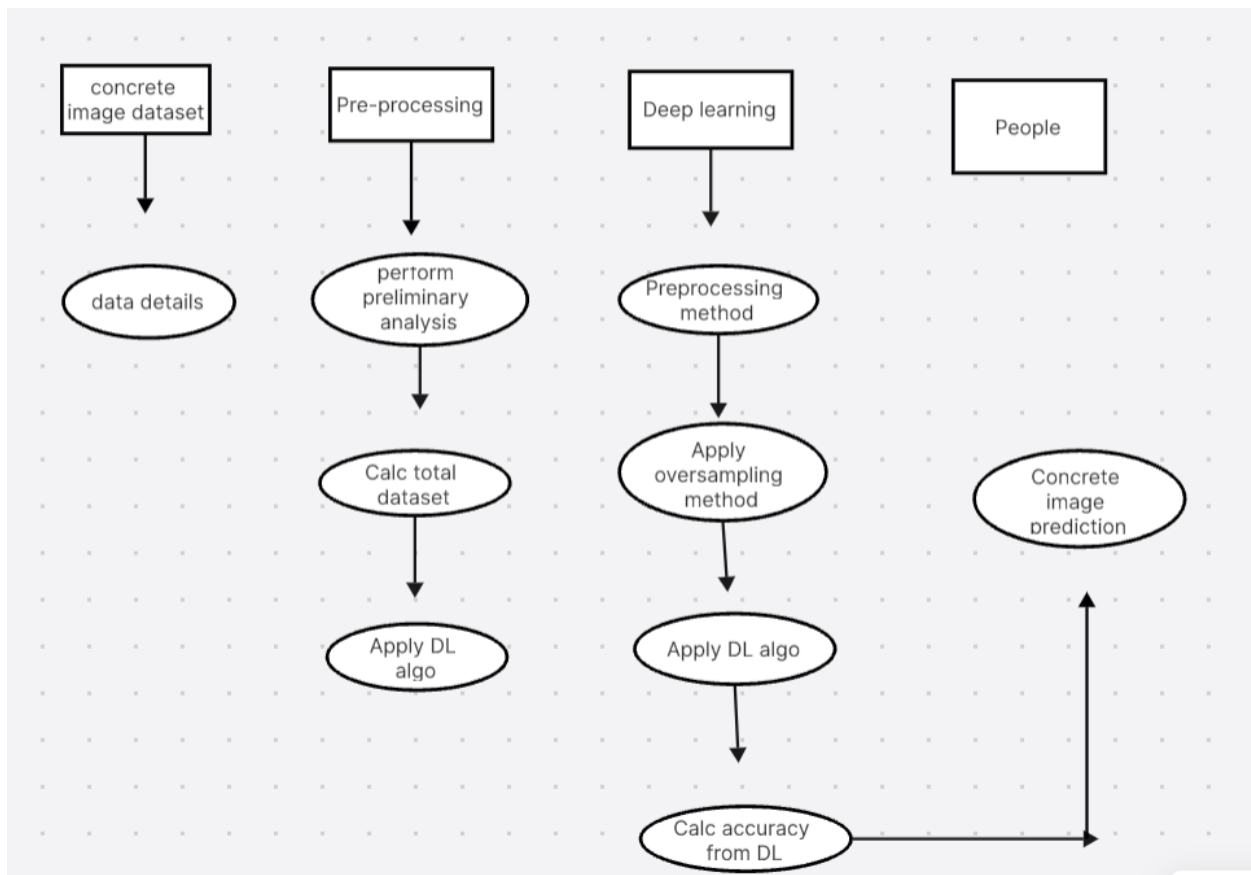 concrete
image dataset
Pre-processing
Deep learning
People
data details
perform
preliminary
analysis
Preprocessing
method
Calc total
dataset
Apply
oversampling
method
Concrete
image
prediction
Apply DL
algo
Apply DL algo
Calc accuracy
from DL